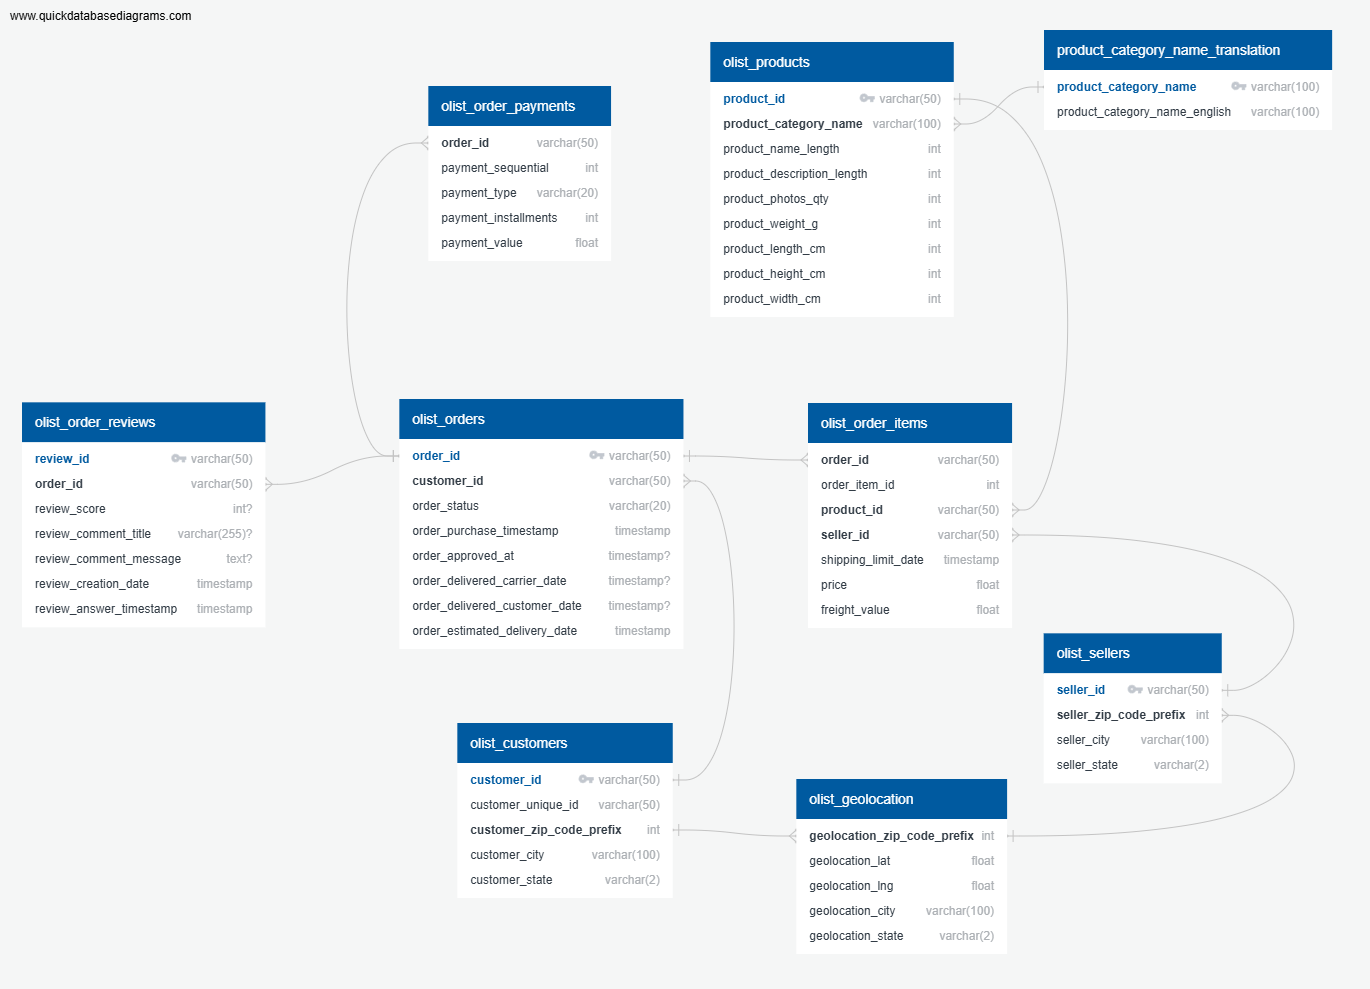 www.quickdatabasediagrams.com
olist_order_payments
order_id varchar(50)
payment_sequential int
payment_type varchar(20)
payment_installments int
payment_value float
olist_products
product_id varchar(50)
product_category_name varchar(100)
product_name_length int
product_description_length int
product_photos_qty int
product_weight_g int
product_length_cm int
product_height_cm int
product_width_cm int
product_category_name_translation
product_category_name varchar(100)
product_category_name_english varchar(100)
olist_order_reviews
review_id varchar(50)
order_id varchar(50)
review_score int?
review_comment_title varchar(255)?
review_comment_message text?
review_creation_date timestamp
review_answer_timestamp timestamp
olist_orders
order_id varchar(50)
customer_id varchar(50)
order_status varchar(20)
order_purchase_timestamp timestamp
order_approved_at timestamp?
order_delivered_carrier_date timestamp?
order_delivered_customer_date timestamp?
order_estimated_delivery_date timestamp
olist_order_items
order_id varchar(50)
order_item_id int
product_id varchar(50)
seller_id varchar(50)
shipping_limit_date timestamp
price float
freight_value float
olist_sellers
seller_id varchar(50)
seller_zip_code_prefix int
seller_city varchar(100)
seller_state varchar(2)
olist_customers
customer_id varchar(50)
customer_unique_id varchar(50)
customer_zip_code_prefix int
customer_city varchar(100)
customer_state varchar(2)
olist_geolocation
geolocation_zip_code_prefix int
geolocation_lat float
geolocation_lng float
geolocation_city varchar(100)
geolocation_state varchar(2)